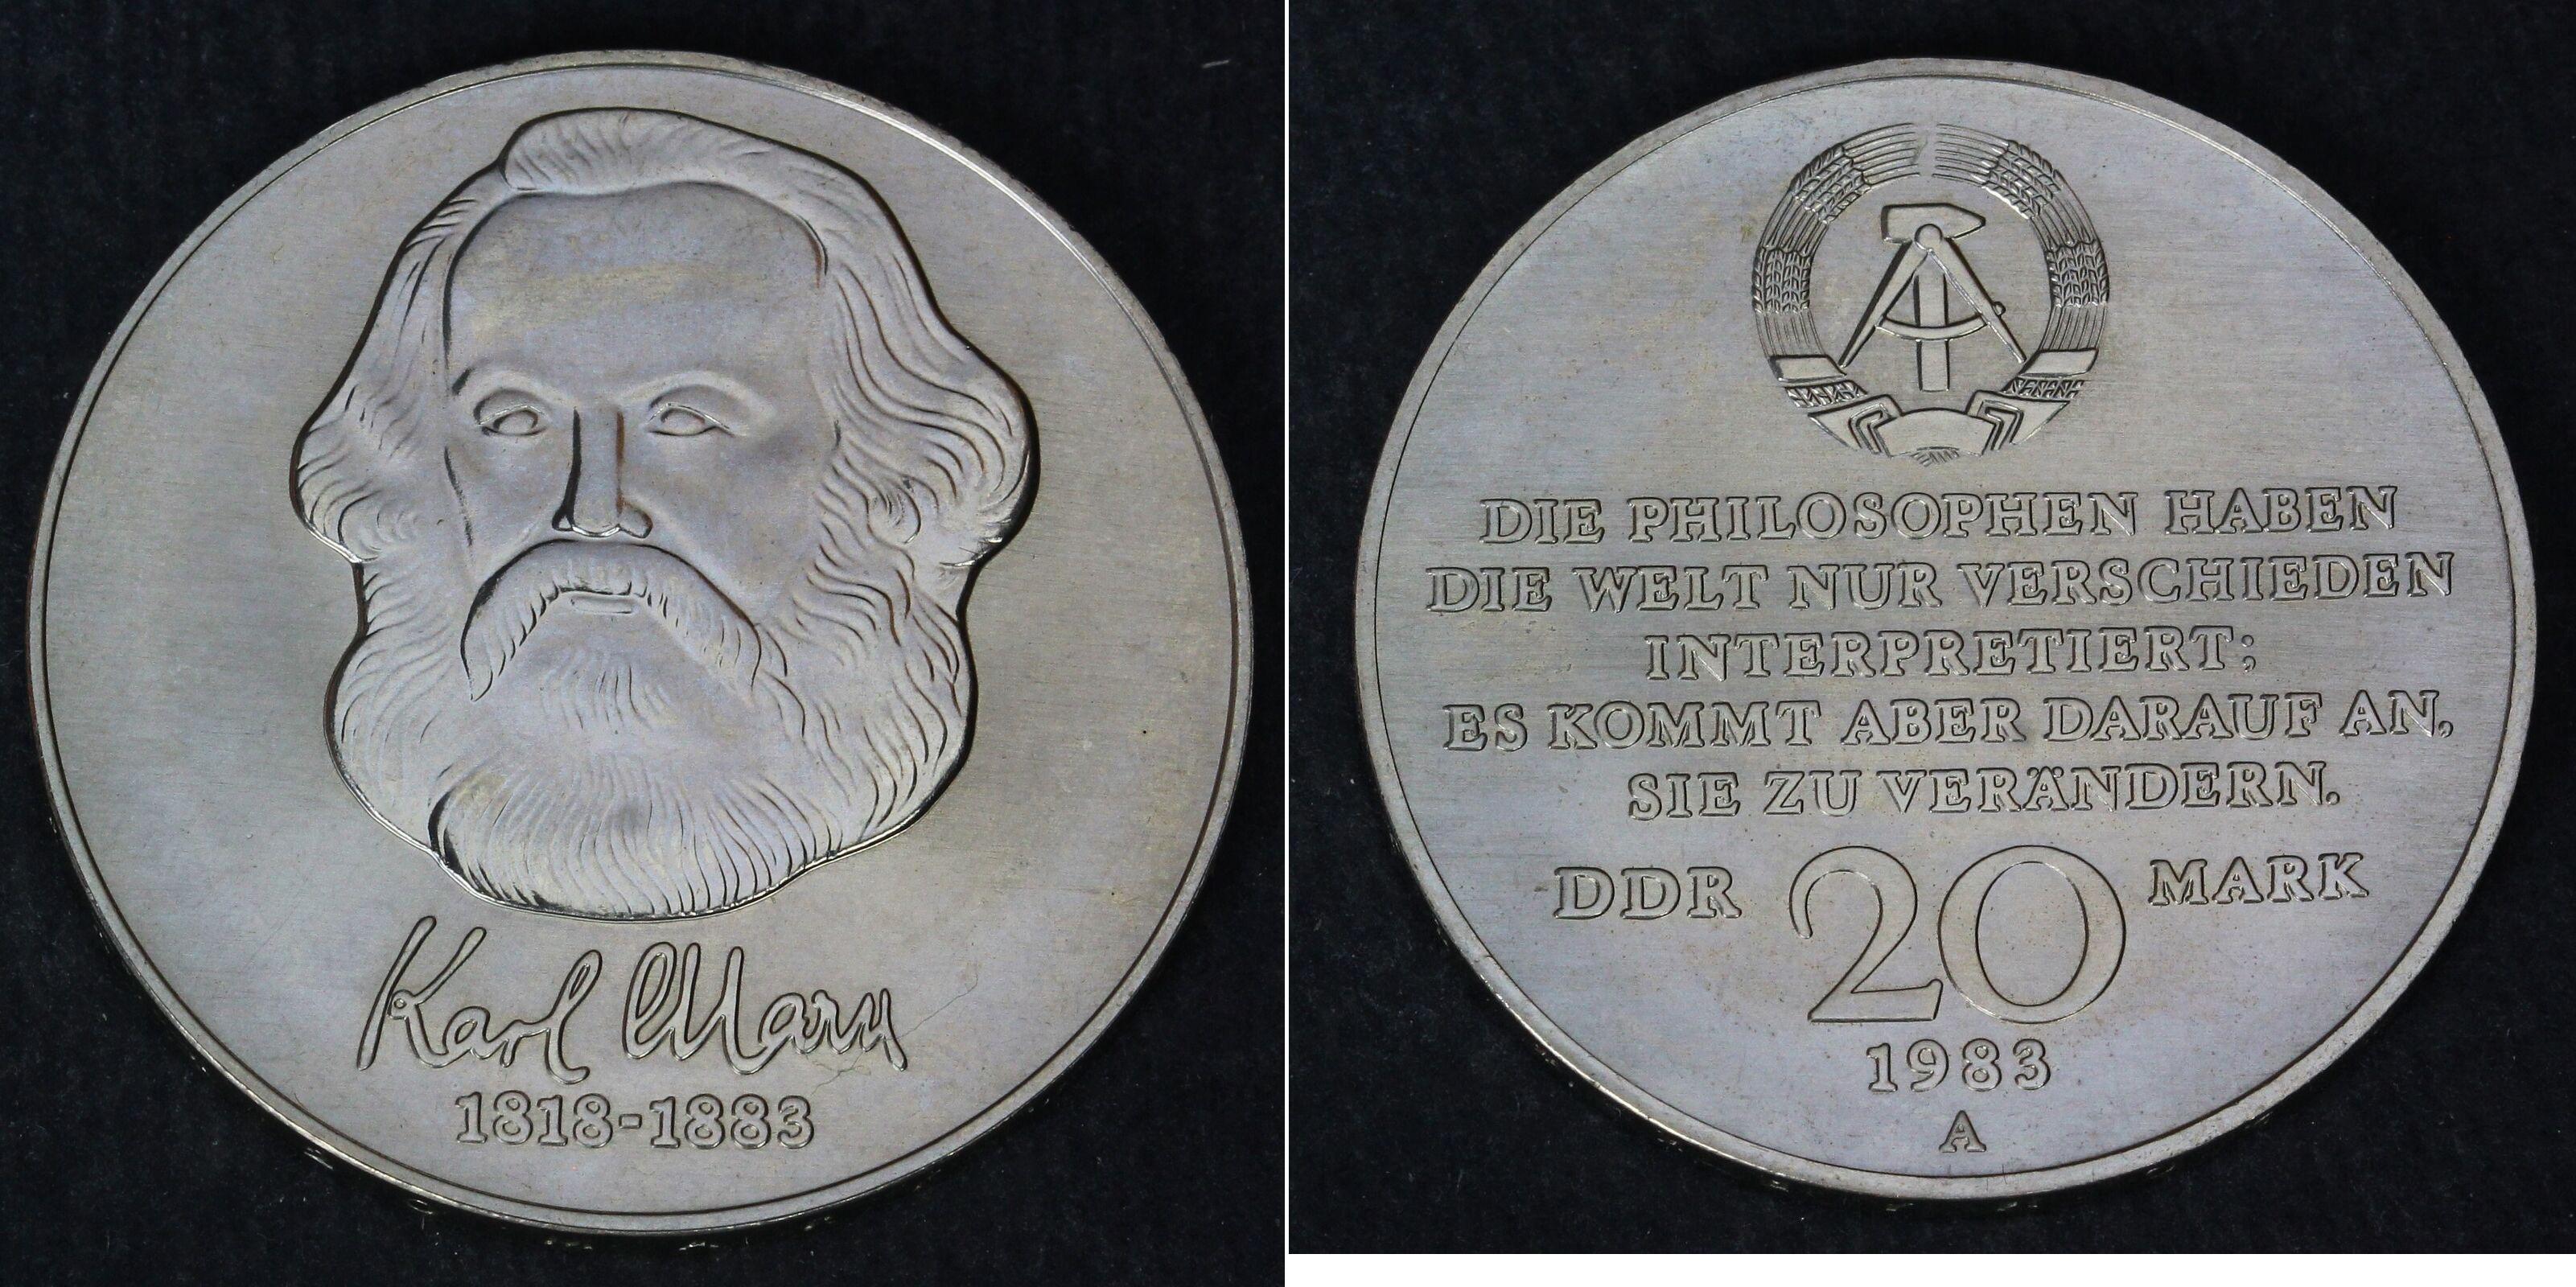 Karl Marx
1818-1883
DIE PHILOSOPHEN HABEN
DIE WELT NUR VERSCHIEDEN
INTERPRETIERT;
ES KOMMT ABER DARAUF AN,
SIE ZU VERÄNDERN.
DDR 20 MARK
1983
A